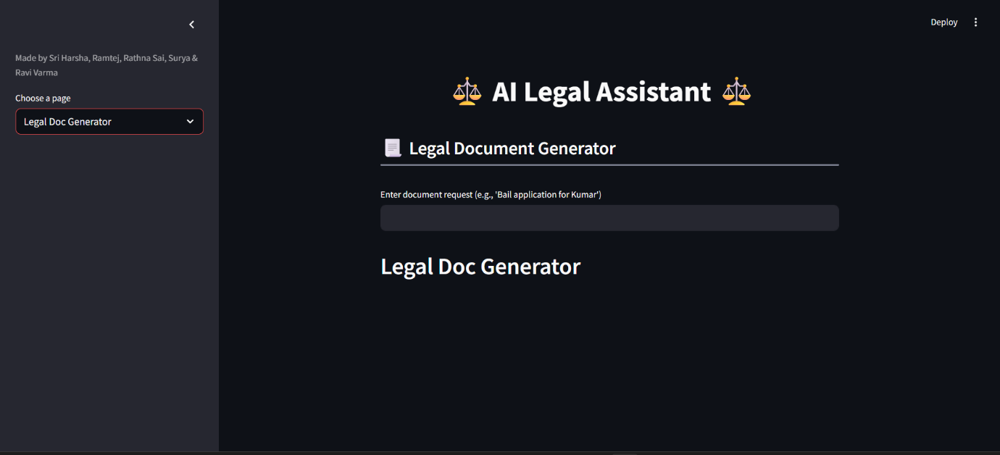 Deploy
Made by Sri Harsha, Ramtej, Rathna Sai, Surya &
Ravi Varma
Choose a page
Legal Doc Generator
AI Legal Assistant
Legal Document Generator
Enter document request (e.g., 'Bail application for Kumar')
Legal Doc Generator